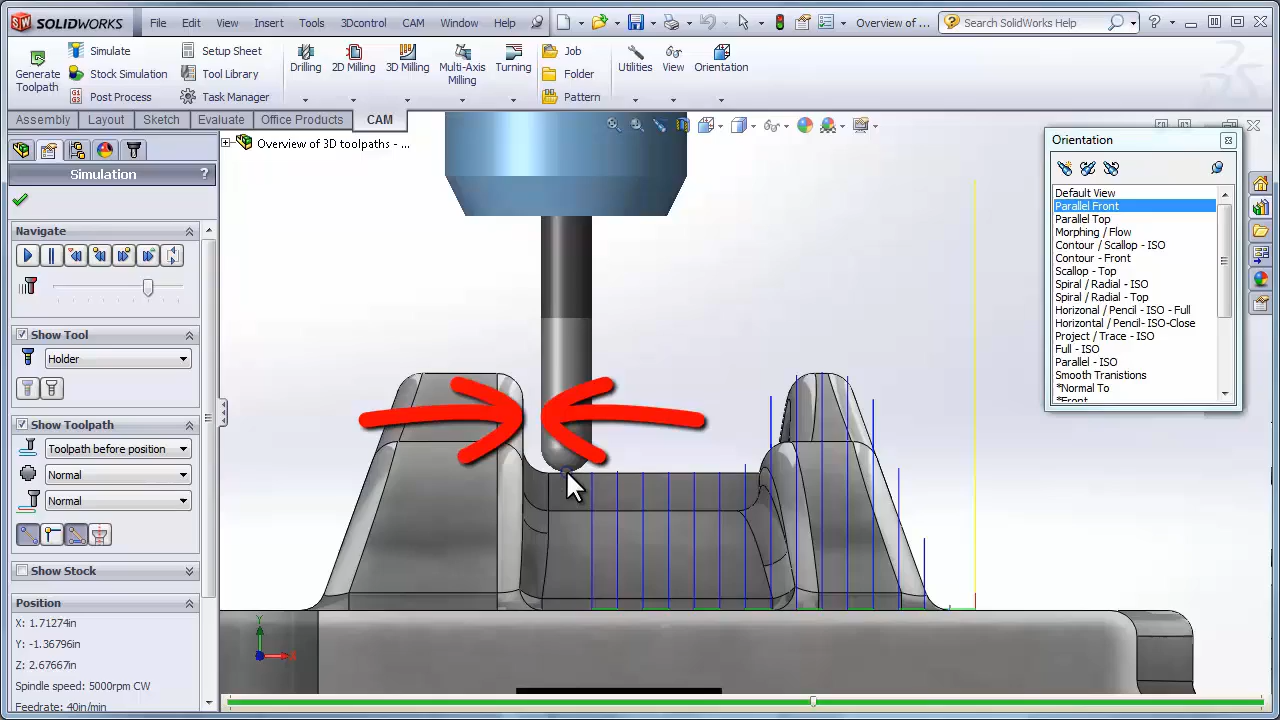 SOLIDWORKS File Edit View Insert Tools 3Dcontrol CAM Window Help Overview of ... Search SolidWorks Help ?
Generate Toolpath
Simulate
Stock Simulation
G1 G2 Post Process
Setup Sheet
Tool Library
Task Manager
Drilling
2D Milling
3D Milling
Multi-Axis Milling
Turning
Job
Folder
Pattern
Utilities
View
Orientation
Assembly Layout Sketch Evaluate Office Products CAM
Overview of 3D toolpaths - ...
Simulation ?
Navigate
Show Tool
Holder
Show Toolpath
Toolpath before position
Normal
Normal
Show Stock
Position
X: 1.71274in
Y: -1.36796in
Z: 2.67667in
Spindle speed: 5000rpm CW
Feedrate: 40in/min
Y
X
Orientation
Default View
Parallel Front
Parallel Top
Morphing / Flow
Contour / Scallop - ISO
Contour - Front
Scallop - Top
Spiral / Radial - ISO
Spiral / Radial - Top
Horizonal / Pencil - ISO - Full
Horizontal / Pencil- ISO-Close
Project / Trace - ISO
Full - ISO
Parallel - ISO
Smooth Transtions
*Normal To
*Front